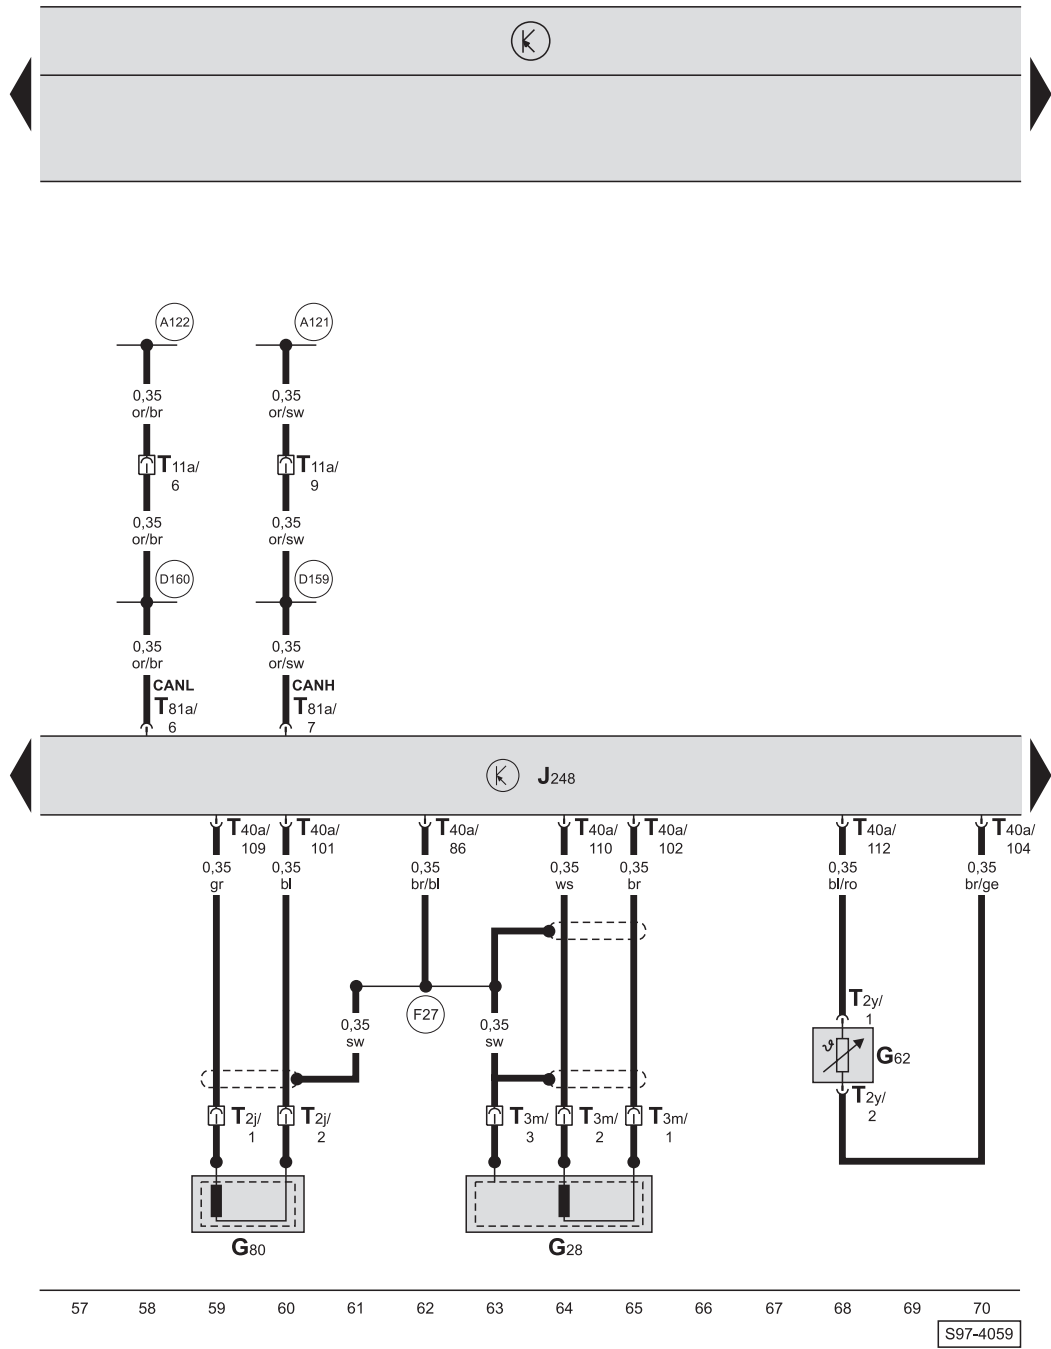 A122 A121
0,35 0,35
or/br or/sw
T11a/ T11a/
6 9
0,35 0,35
or/br or/sw
D160 D159
0,35 0,35
or/br or/sw
CANL CANH
T81a/ T81a/
6 7
J248
T40a/ T40a/ T40a/ T40a/ T40a/ T40a/ T40a/
109 101 86 110 102 112 104
0,35 0,35 0,35 0,35 0,35 0,35 0,35
gr bl br/bl ws br bl/ro br/ge
T2y/
1
F27
0,35 0,35
sw sw
G62
T2y/
2
T2j/ T2j/ T3m/ T3m/ T3m/
1 2 3 2 1
G80 G28
57 58 59 60 61 62 63 64 65 66 67 68 69 70
S97-4059